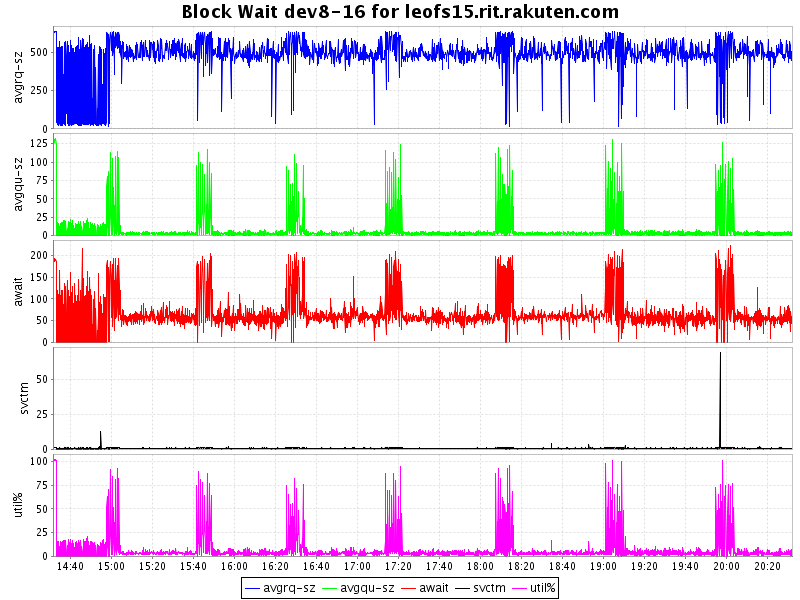 Block Wait dev8-16 for leofs15.rit.rakuten.com
avgrq-sz
500
250
0
avgqu-sz
125
100
75
50
25
0
await
200
150
100
50
0
svctm
50
25
0
util%
100
75
50
25
0
14:40 15:00 15:20 15:40 16:00 16:20 16:40 17:00 17:20 17:40 18:00 18:20 18:40 19:00 19:20 19:40 20:00 20:20
avgrq-sz avgqu-sz await svctm util%